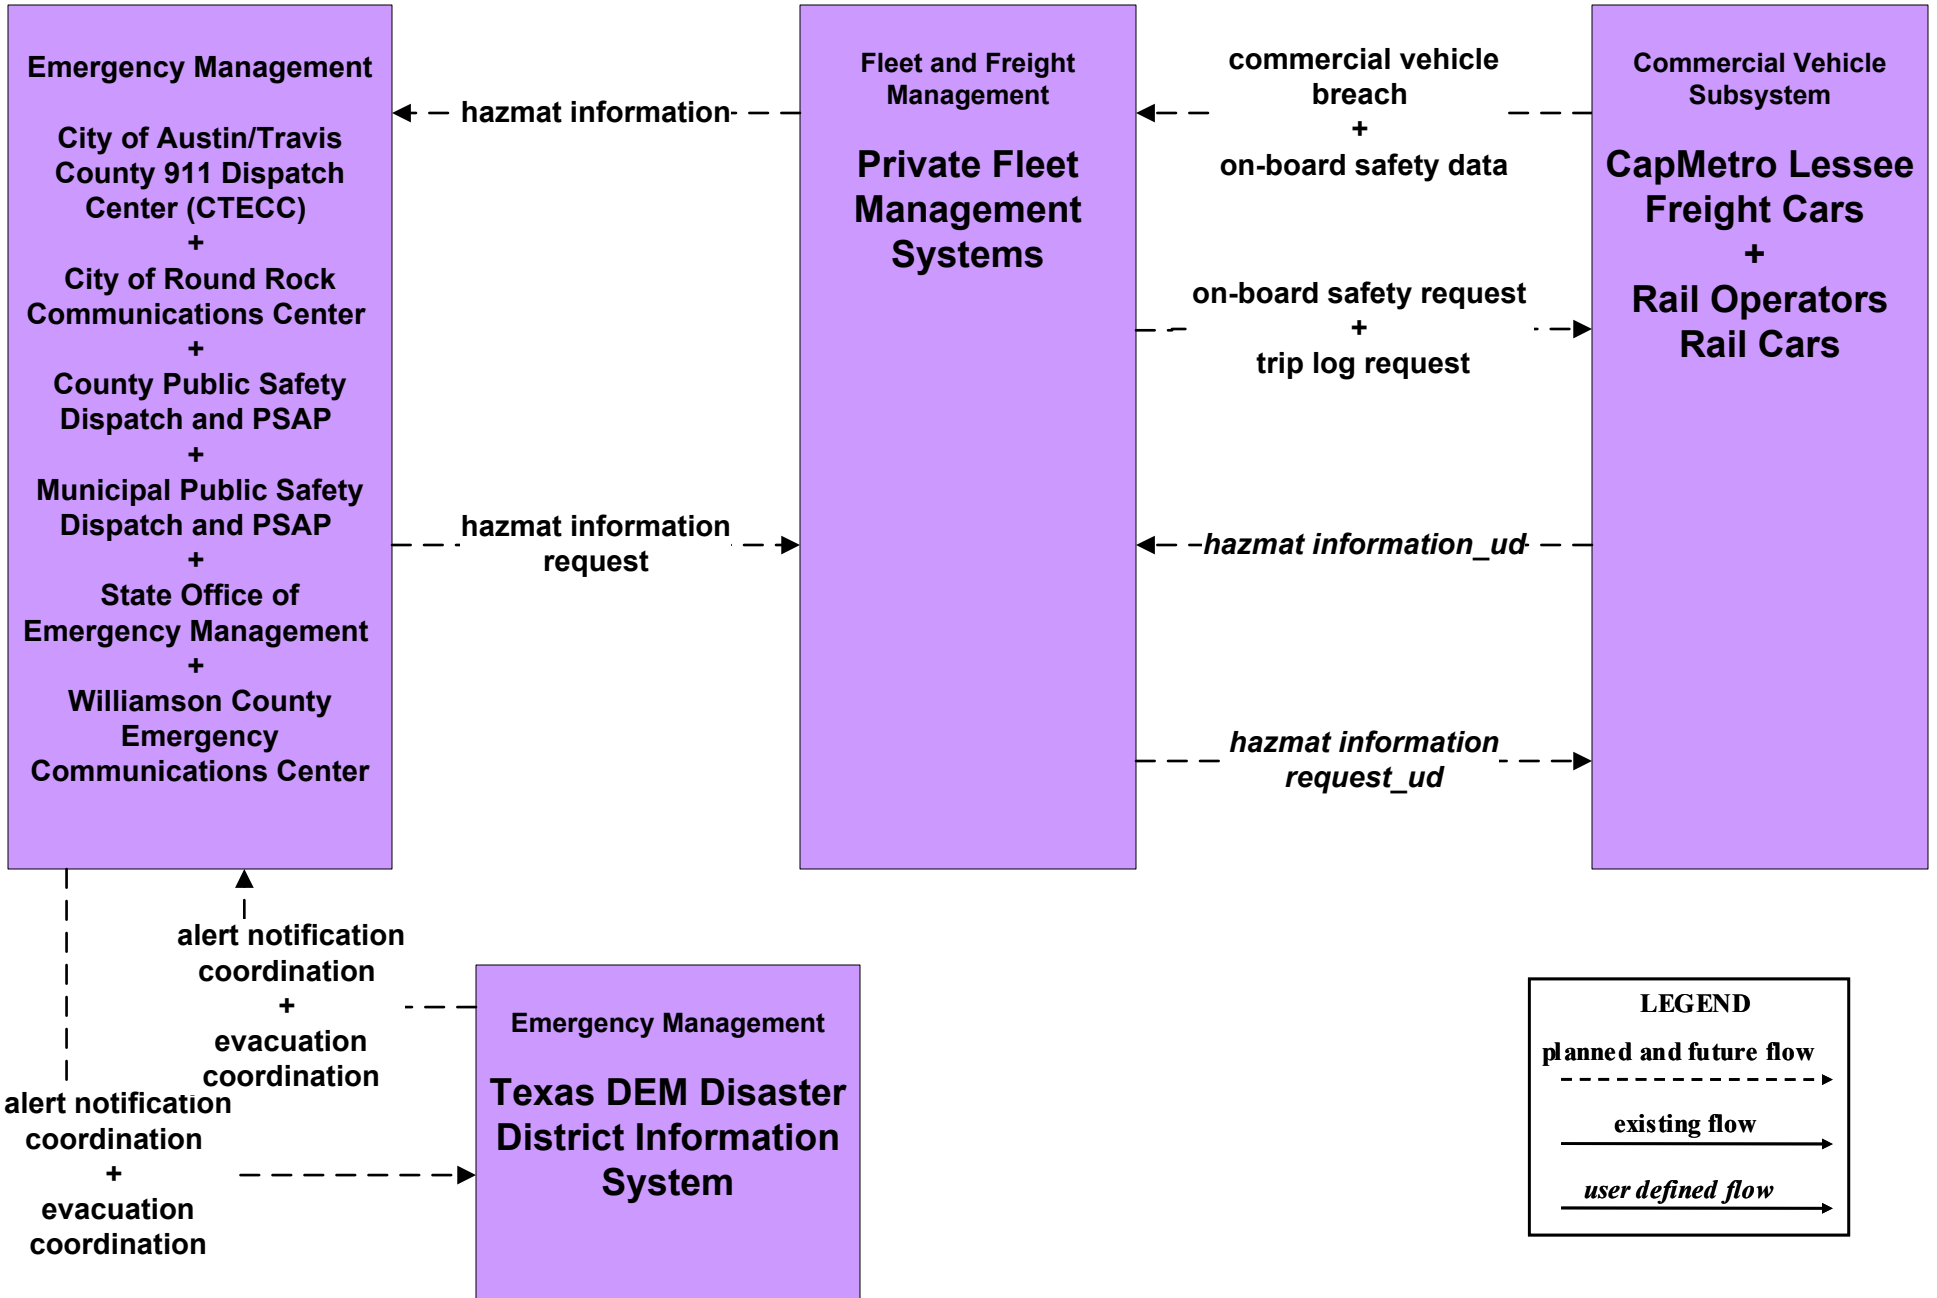 Emergency Management
City of Austin/Travis
County 911 Dispatch
Center (CTECC)
+
City of Round Rock
Communications Center
+
County Public Safety
Dispatch and PSAP
+
Municipal Public Safety
Dispatch and PSAP
+
State Office of
Emergency Management
+
Williamson County
Emergency
Communications Center
hazmat information
hazmat information
request
Fleet and Freight
Management
Private Fleet
Management
Systems
commercial vehicle
breach
+
on-board safety data
on-board safety request
+
trip log request
hazmat information_ud
hazmat information
request_ud
Commercial Vehicle
Subsystem
CapMetro Lessee
Freight Cars
+
Rail Operators
Rail Cars
alert notification
coordination
+
evacuation
coordination
alert notification
coordination
+
evacuation
coordination
Emergency Management
Texas DEM Disaster
District Information
System
LEGEND
planned and future flow
existing flow
user defined flow